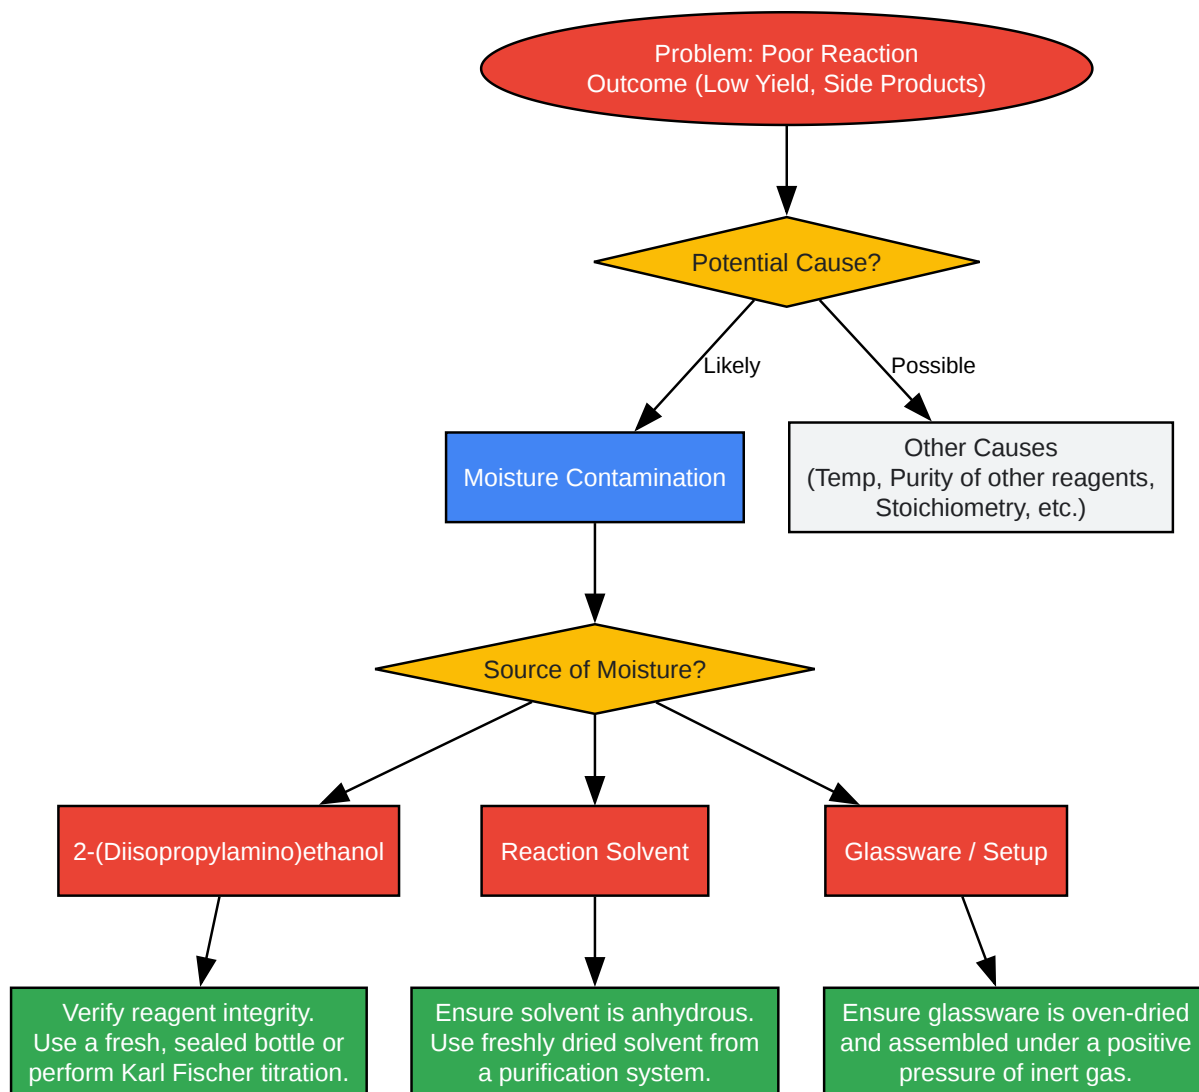 Problem: Poor Reaction
Outcome (Low Yield, Side Products)
Potential Cause?
Likely
Possible
Moisture Contamination
Other Causes
(Temp, Purity of other reagents,
Stoichiometry, etc.)
Source of Moisture?
2-(Diisopropylamino)ethanol
Reaction Solvent
Glassware / Setup
Verify reagent integrity.
Use a fresh, sealed bottle or
perform Karl Fischer titration.
Ensure solvent is anhydrous.
Use freshly dried solvent from
a purification system.
Ensure glassware is oven-dried
and assembled under a positive
pressure of inert gas.